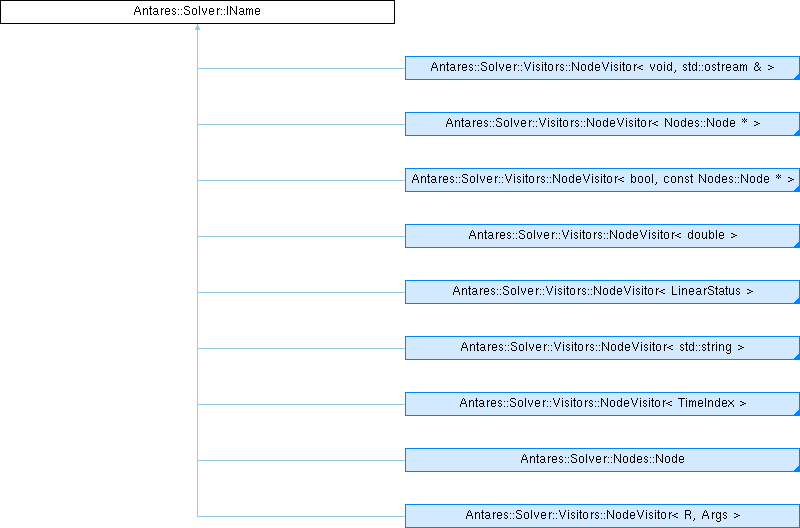 Antares::Solver::IName
Antares::Solver::Visitors::NodeVisitor< void, std::ostream & >
Antares::Solver::Visitors::NodeVisitor< Nodes::Node * >
Antares::Solver::Visitors::NodeVisitor< bool, const Nodes::Node * >
Antares::Solver::Visitors::NodeVisitor< double >
Antares::Solver::Visitors::NodeVisitor< LinearStatus >
Antares::Solver::Visitors::NodeVisitor< std::string >
Antares::Solver::Visitors::NodeVisitor< TimeIndex >
Antares::Solver::Nodes::Node
Antares::Solver::Visitors::NodeVisitor< R, Args >